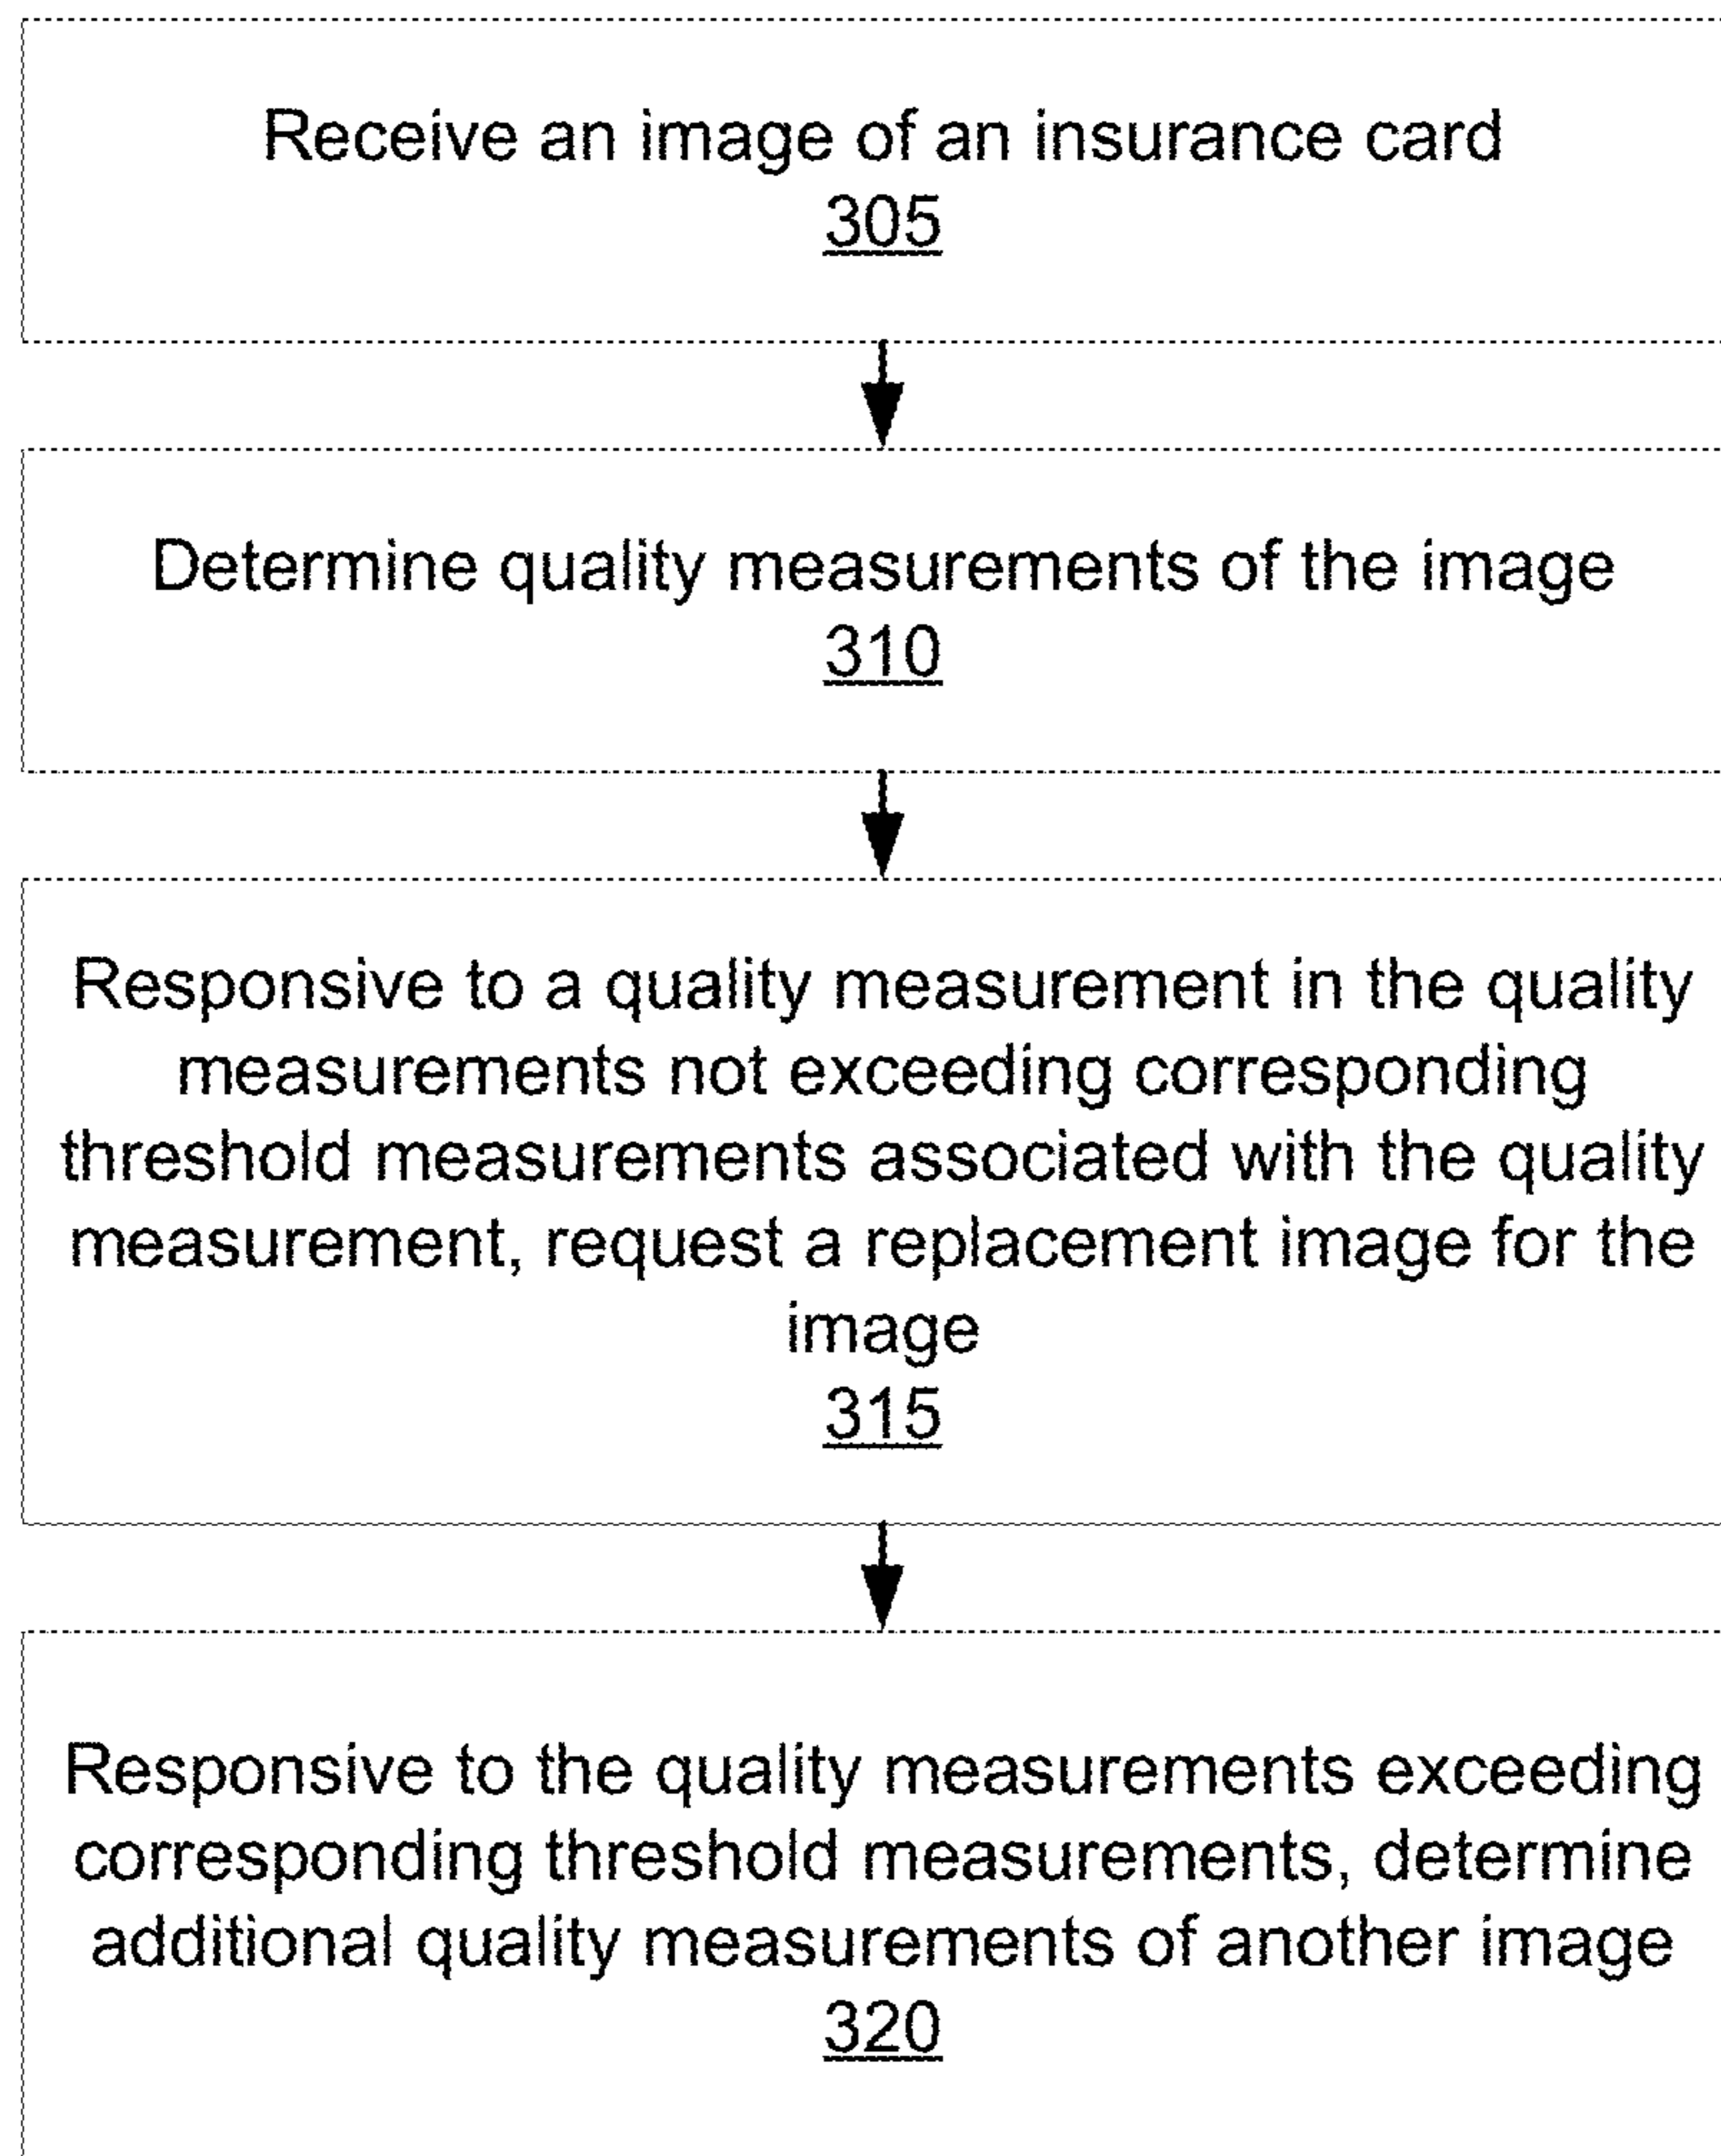 Receive an image of an insurance card
305
Determine quality measurements of the image
310
Responsive to a quality measurement in the quality
measurements not exceeding corresponding
threshold measurements associated with the quality
measurement, request a replacement image for the
image
315
Responsive to the quality measurements exceeding
corresponding threshold measurements, determine
additional quality measurements of another image
320